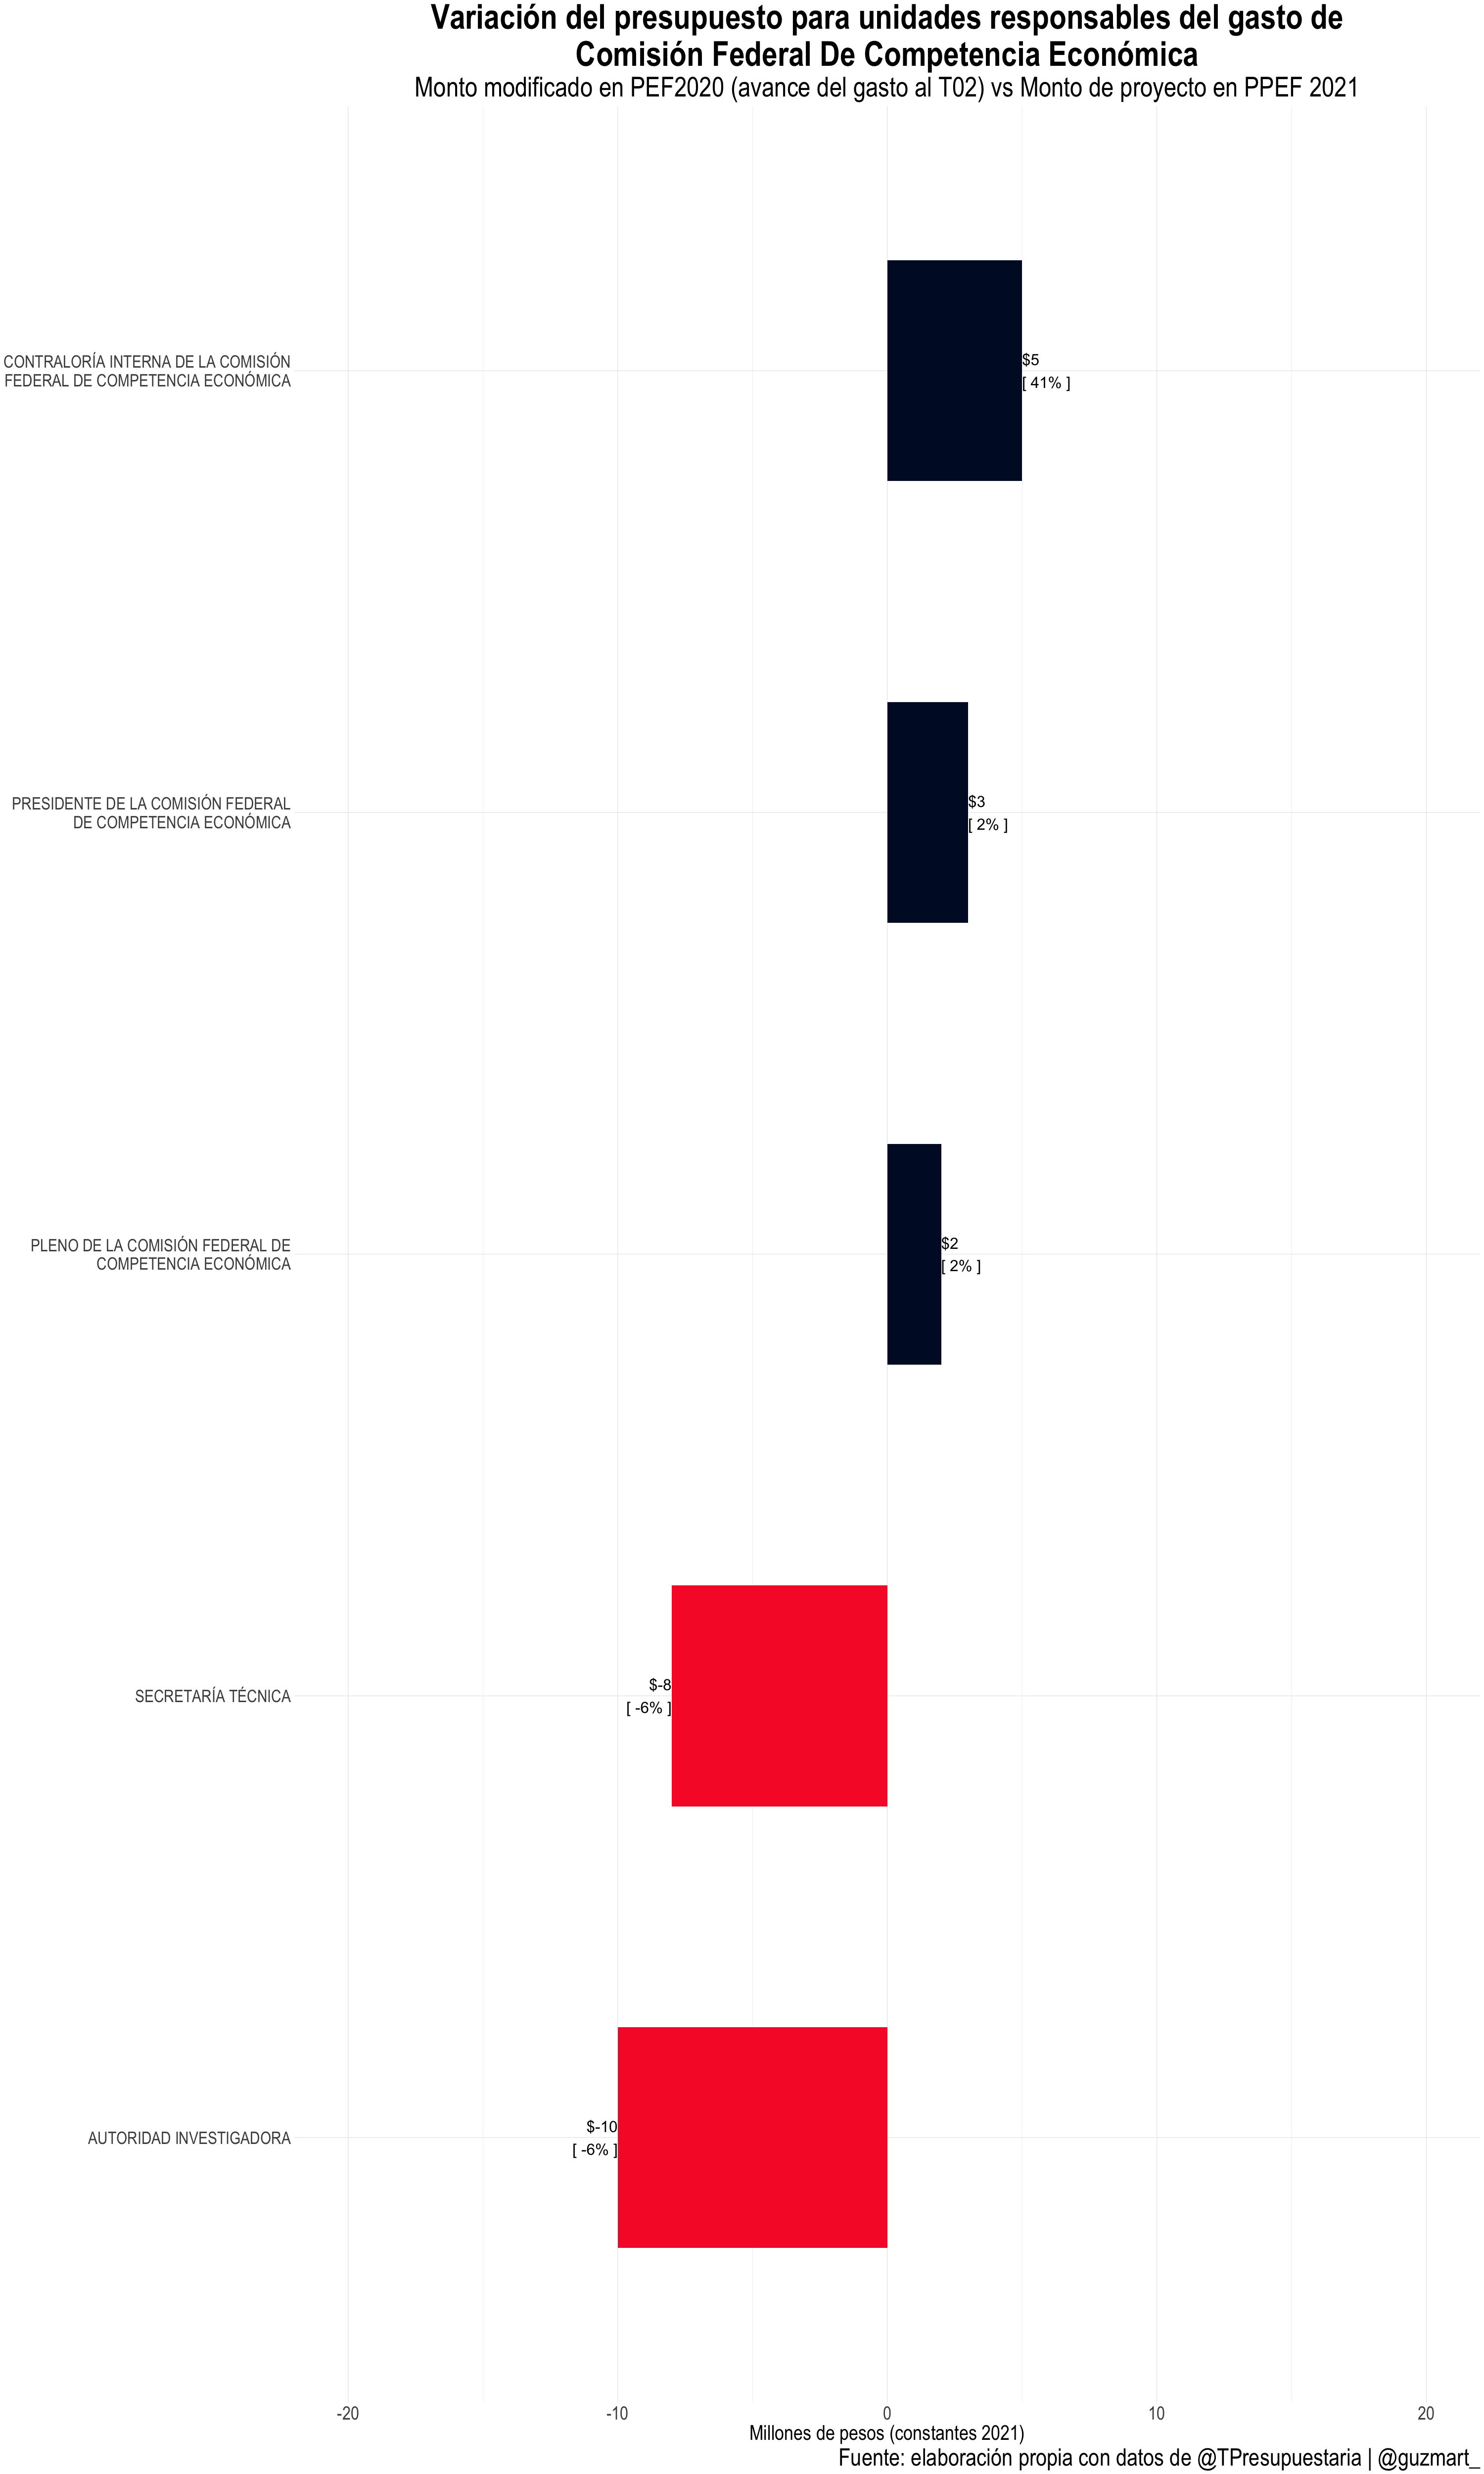 Variación del presupuesto para unidades responsables del gasto de
Comisión Federal De Competencia Económica
Monto modificado en PEF2020 (avance del gasto al T02) vs Monto de proyecto en PPEF 2021
CONTRALORÍA INTERNA DE LA COMISIÓN
FEDERAL DE COMPETENCIA ECONÓMICA
$5
[ 41% ]
PRESIDENTE DE LA COMISIÓN FEDERAL
DE COMPETENCIA ECONÓMICA
$3
[ 2% ]
PLENO DE LA COMISIÓN FEDERAL DE
COMPETENCIA ECONÓMICA
$2
[ 2% ]
SECRETARÍA TÉCNICA
$-8
[ -6% ]
AUTORIDAD INVESTIGADORA
$-10
[ -6% ]
-20 -10 0 10 20
Millones de pesos (constantes 2021)
Fuente: elaboración propia con datos de @TPresupuestaria | @guzmart_